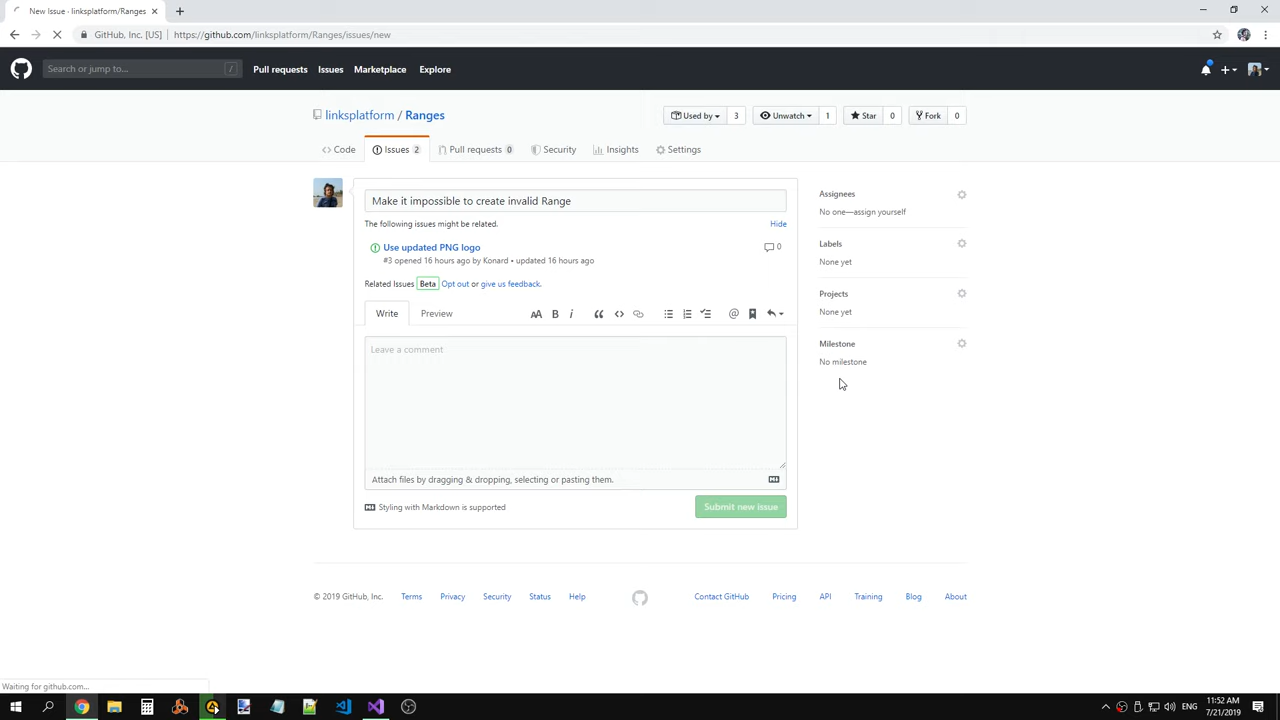 New Issue · linksplatform/Ranges
GitHub, Inc. [US] | https://github.com/linksplatform/Ranges/issues/new
Search or jump to... /
Pull requests Issues Marketplace Explore
linksplatform / Ranges
Used by 3 Unwatch 1 Star 0 Fork 0
Code Issues 2 Pull requests 0 Security Insights Settings
Make it impossible to create invalid Range
The following issues might be related. Hide
Use updated PNG logo 0
#3 opened 16 hours ago by Konard • updated 16 hours ago
Related Issues Beta Opt out or give us feedback.
Write Preview
Leave a comment
Attach files by dragging & dropping, selecting or pasting them.
Styling with Markdown is supported
Submit new issue
Assignees
No one—assign yourself
Labels
None yet
Projects
None yet
Milestone
No milestone
© 2019 GitHub, Inc. Terms Privacy Security Status Help Contact GitHub Pricing API Training Blog About
Waiting for github.com...
ENG
11:52 AM
7/21/2019